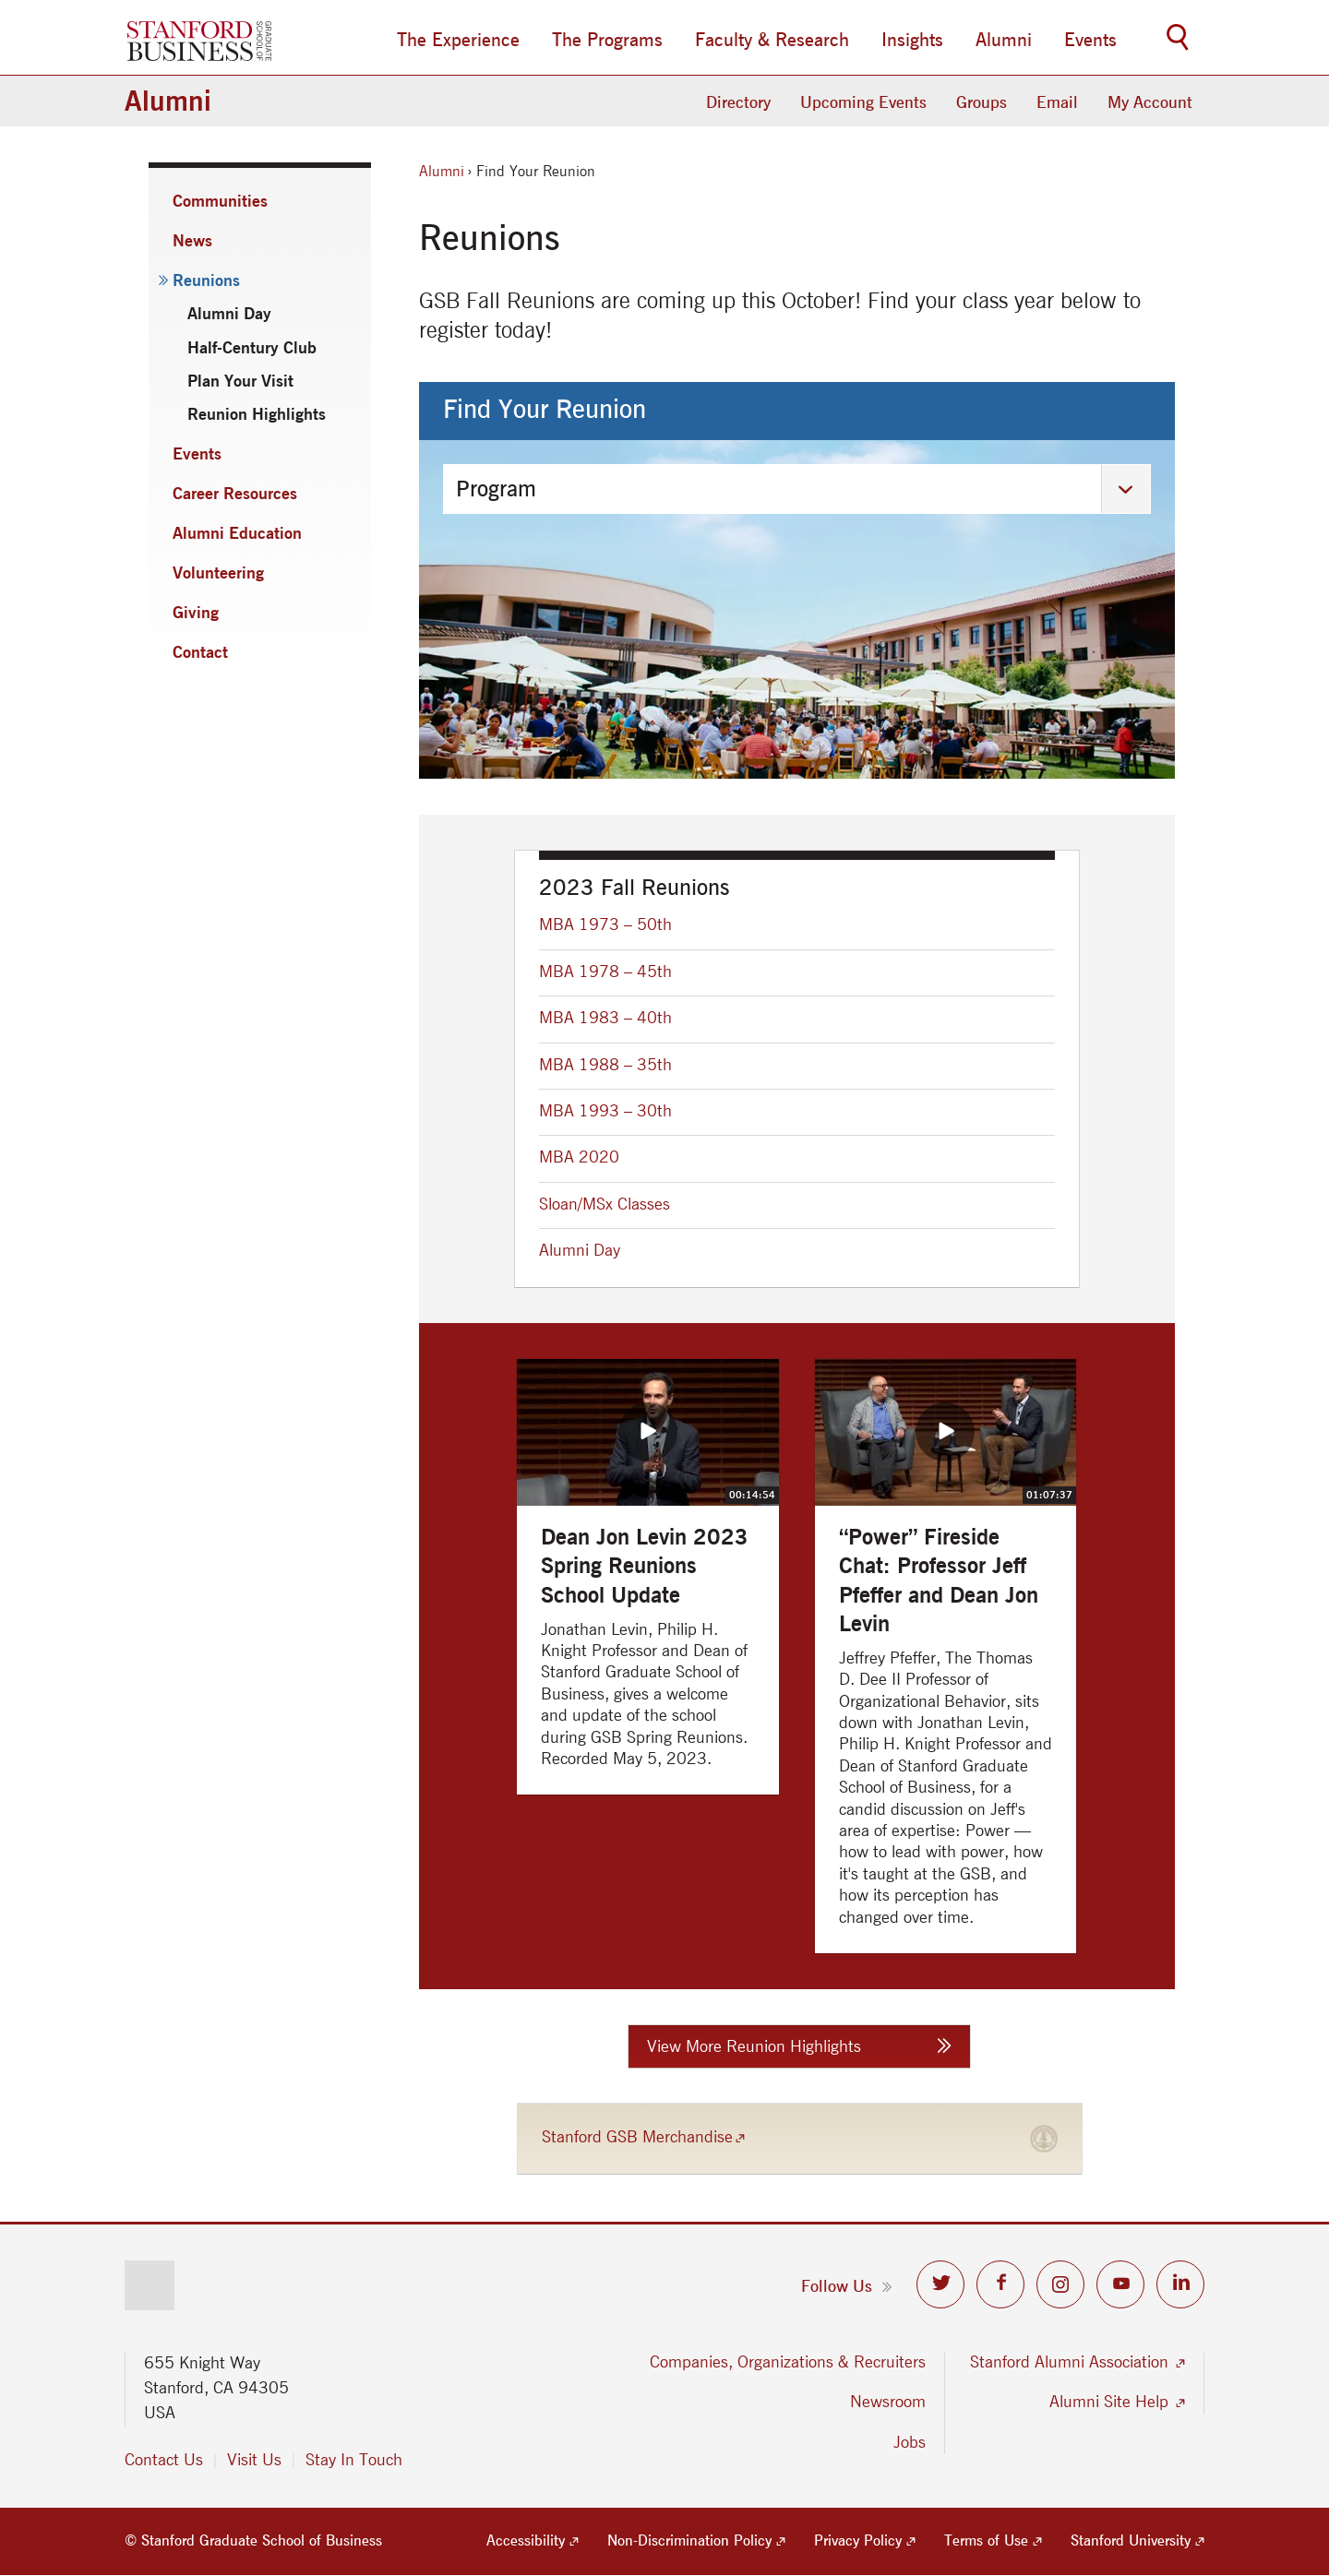 STANFORD
BUSINESS
GRADUATE
SCHOOL OF
The Experience
The Programs
Faculty & Research
Insights
Alumni
Events
Alumni
Directory
Upcoming Events
Groups
Email
My Account
Communities
News
Reunions
Alumni Day
Half-Century Club
Plan Your Visit
Reunion Highlights
Events
Career Resources
Alumni Education
Volunteering
Giving
Contact
Alumni › Find Your Reunion
Reunions
GSB Fall Reunions are coming up this October! Find your class year below to
register today!
Find Your Reunion
Program
2023 Fall Reunions
MBA 1973 – 50th
MBA 1978 – 45th
MBA 1983 – 40th
MBA 1988 – 35th
MBA 1993 – 30th
MBA 2020
Sloan/MSx Classes
Alumni Day
00:14:54
Dean Jon Levin 2023
Spring Reunions
School Update
Jonathan Levin, Philip H.
Knight Professor and Dean of
Stanford Graduate School of
Business, gives a welcome
and update of the school
during GSB Spring Reunions.
Recorded May 5, 2023.
01:07:37
“Power” Fireside
Chat: Professor Jeff
Pfeffer and Dean Jon
Levin
Jeffrey Pfeffer, The Thomas
D. Dee II Professor of
Organizational Behavior, sits
down with Jonathan Levin,
Philip H. Knight Professor and
Dean of Stanford Graduate
School of Business, for a
candid discussion on Jeff's
area of expertise: Power —
how to lead with power, how
it's taught at the GSB, and
how its perception has
changed over time.
View More Reunion Highlights
Stanford GSB Merchandise
Follow Us
655 Knight Way
Stanford, CA 94305
USA
Contact Us
Visit Us
Stay In Touch
Companies, Organizations & Recruiters
Newsroom
Jobs
Stanford Alumni Association
Alumni Site Help
© Stanford Graduate School of Business
Accessibility
Non-Discrimination Policy
Privacy Policy
Terms of Use
Stanford University